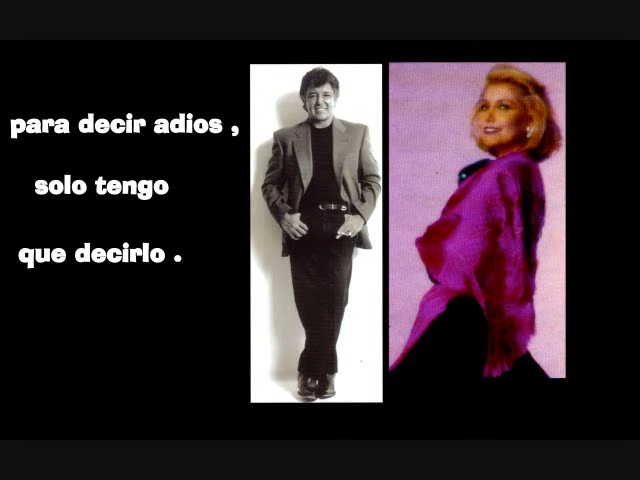 para decir adios ,
solo tengo
que decirlo .